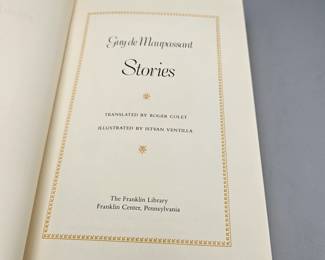 Guy de Maupassant
Stories
TRANSLATED BY ROGER COLET
ILLUSTRATED BY ISTVAN VENTILLA
The Franklin Library
Franklin Center, Pennsylvania